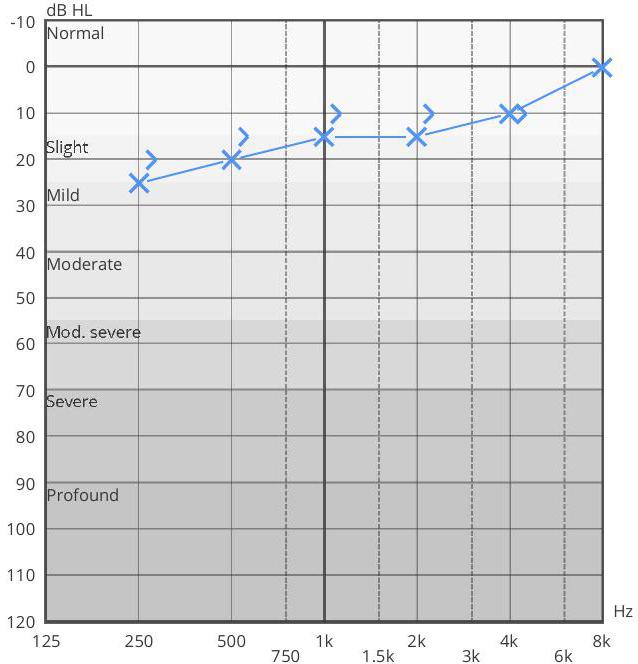 dB HL
-10
Normal
0
10
Slight
20
Mild
30
40
Moderate
50
Mod. severe
60
70
Severe
80
90
Profound
100
110
120
Hz
125 250 500 1k 2k 4k 8k
750 1.5k 3k 6k